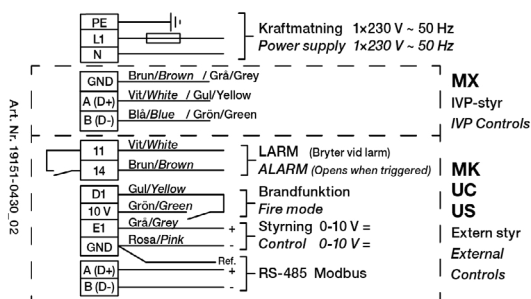 PE
L1
N
Kraftmatning 1×230 V ~ 50 Hz
Power supply 1×230 V ~ 50 Hz
GND Brun/Brown / Grå/Grey
A (D+) Vit/White / Gul/Yellow
B (D-) Blå/Blue / Grön/Green
MX
IVP-styr
IVP Controls
Art. Nr. 19151-0430_02
11 Vit/White
14 Brun/Brown
LARM (Bryter vid larm)
ALARM (Opens when triggered)
D1 Gul/Yellow
10 V Grön/Green
Brandfunktion
Fire mode
E1 Grå/Grey +
GND Rosa/Pink -
Styrning 0-10 V =
Control 0-10 V =
Ref.
A (D+) +
B (D-) -
RS-485 Modbus
MK
UC
US
Extern styr
External
Controls